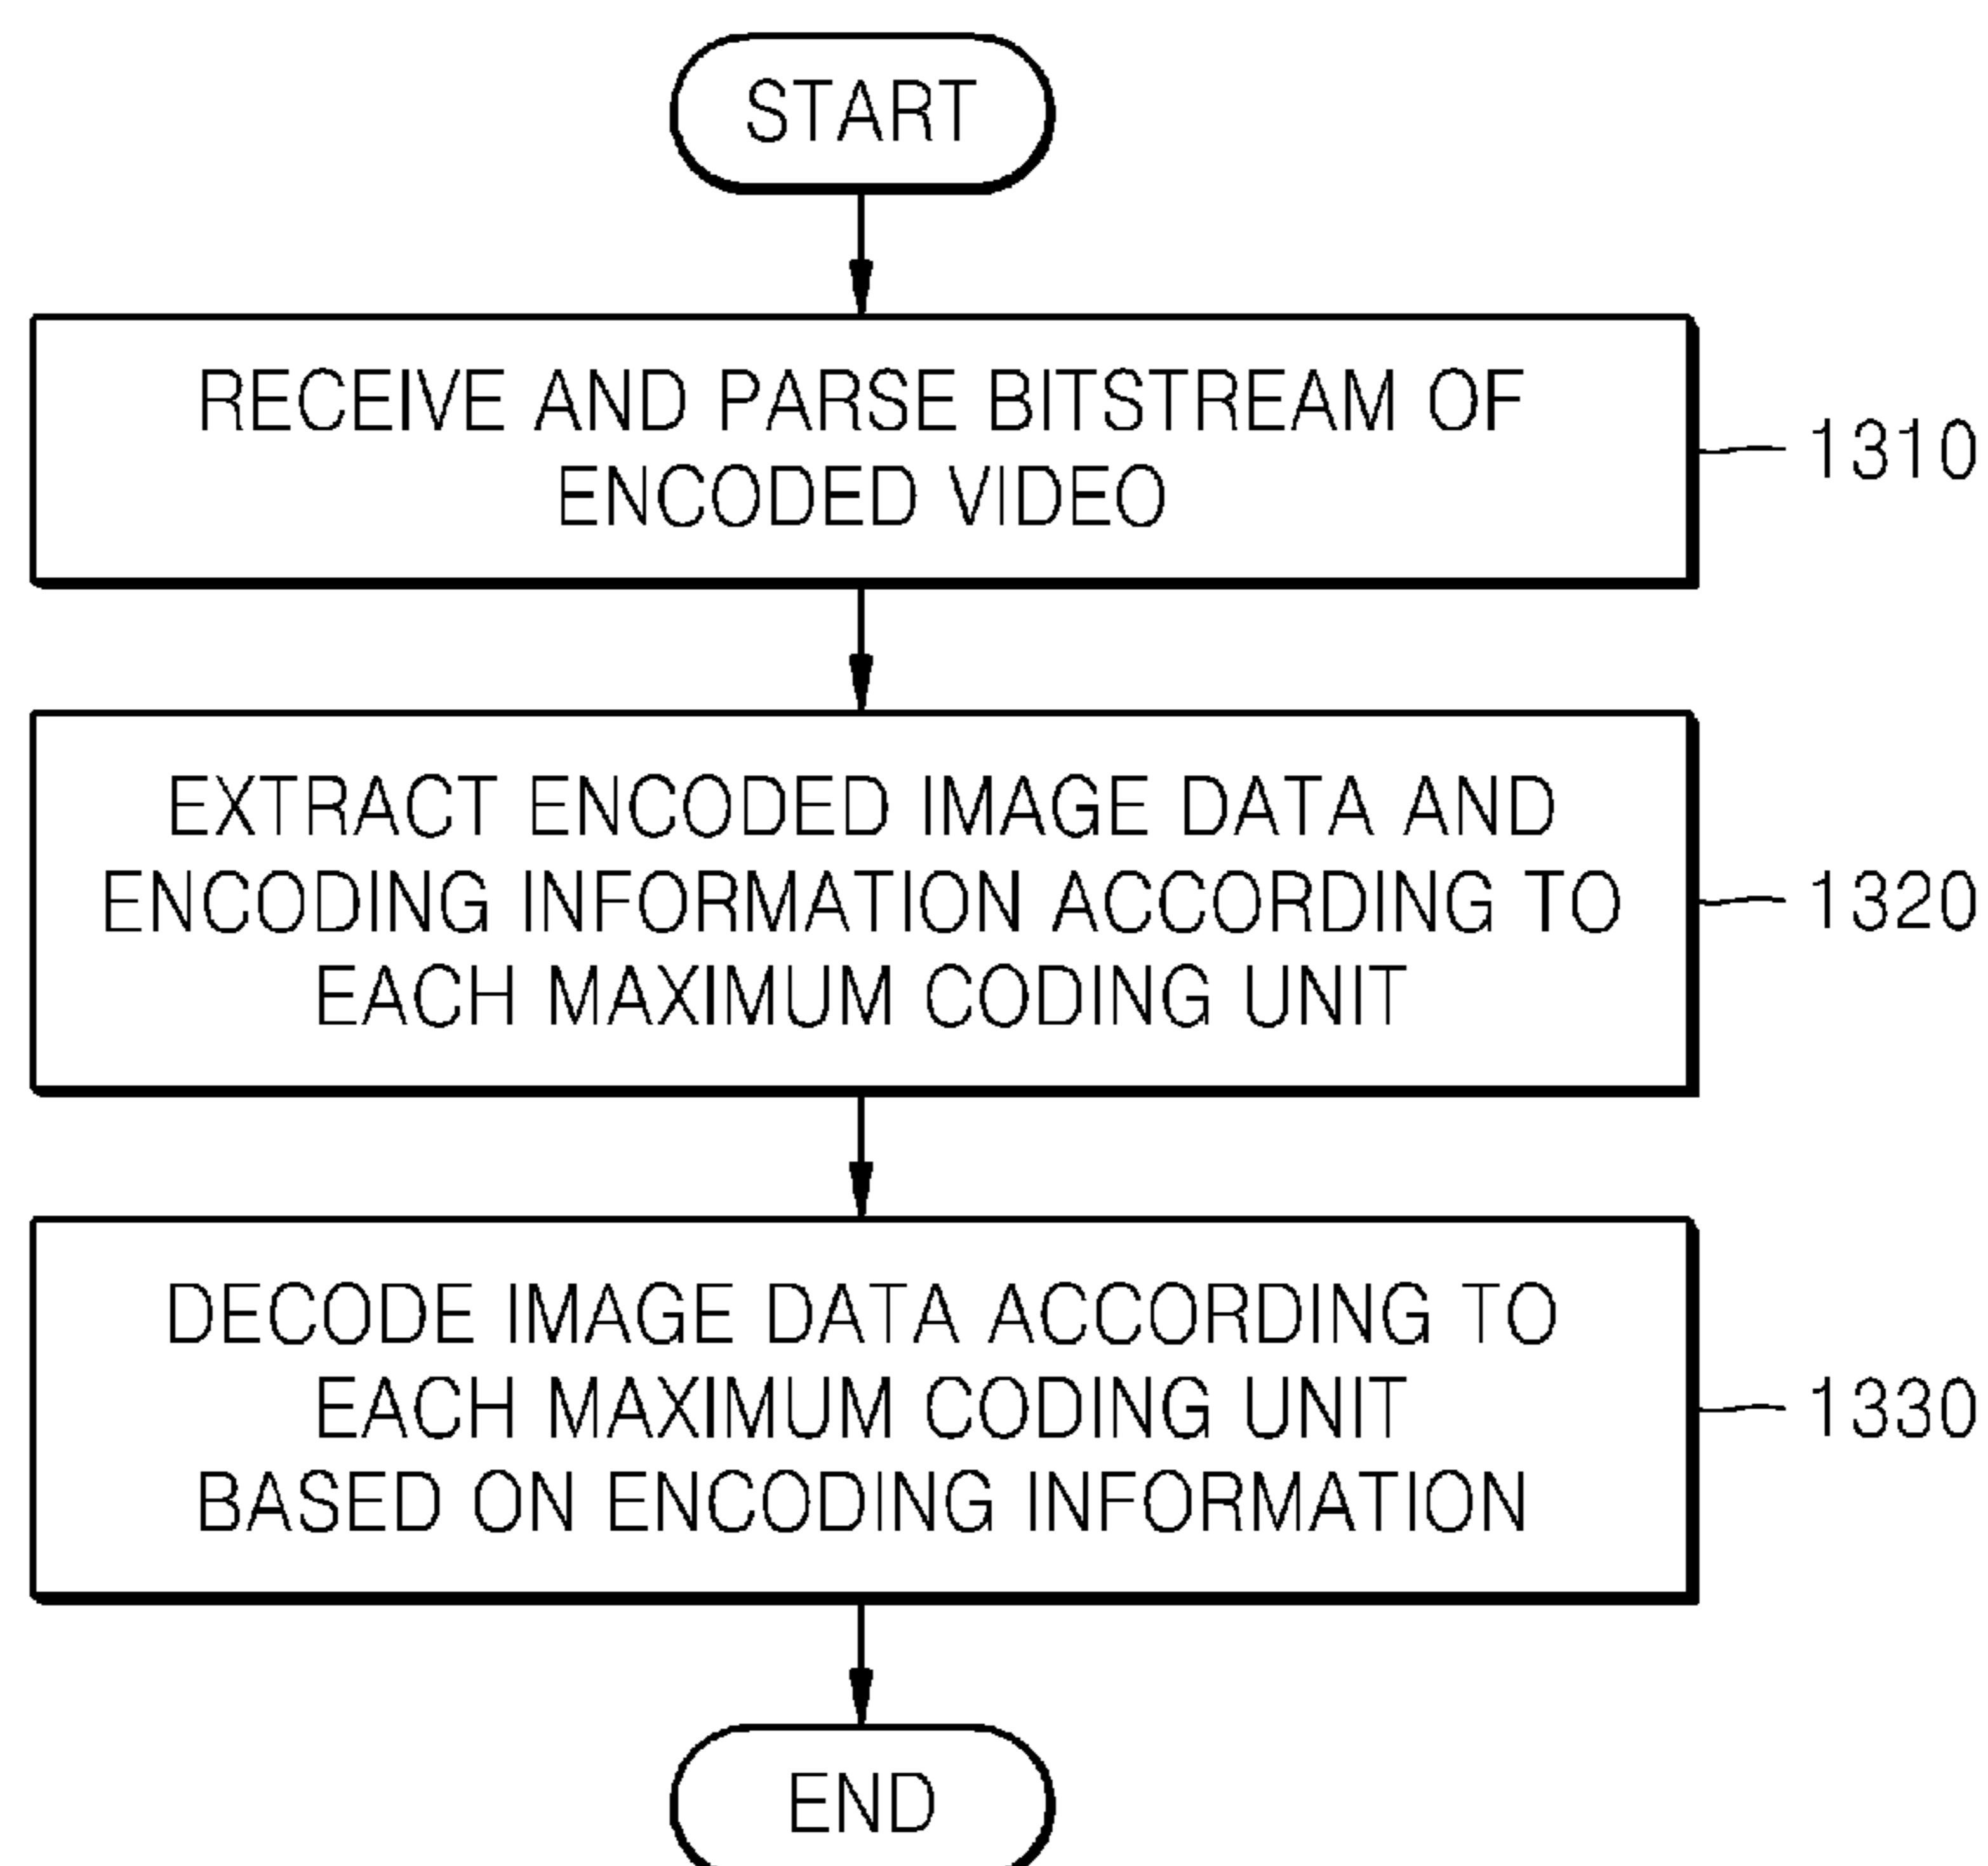 START
RECEIVE AND PARSE BITSTREAM OF
ENCODED VIDEO
1310
EXTRACT ENCODED IMAGE DATA AND
ENCODING INFORMATION ACCORDING TO
EACH MAXIMUM CODING UNIT
1320
DECODE IMAGE DATA ACCORDING TO
EACH MAXIMUM CODING UNIT
BASED ON ENCODING INFORMATION
1330
END